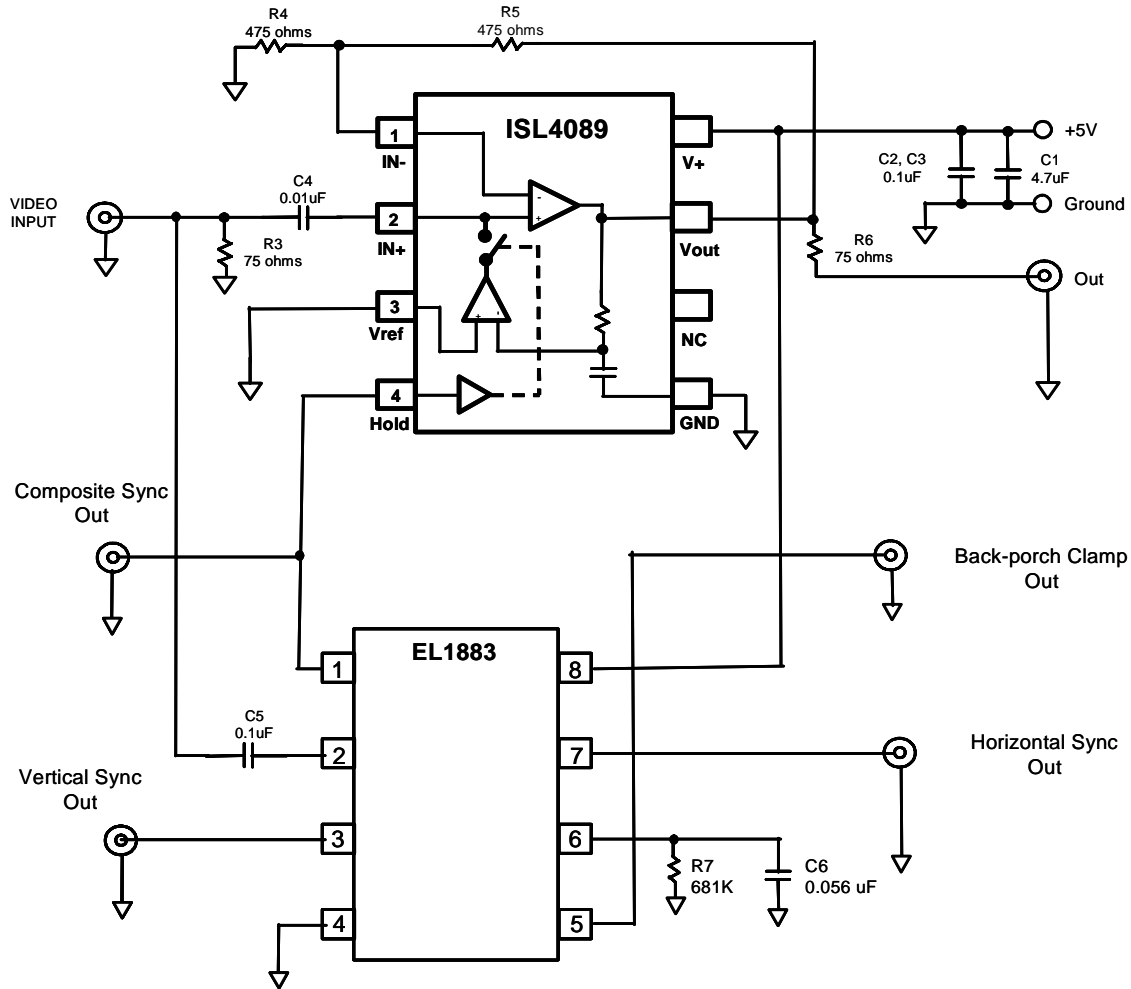 R4
475 ohms
R5
475 ohms
ISL4089
1
IN-
V+
C2, C3
0.1uF
C1
4.7uF
+5V
Ground
VIDEO
INPUT
C4
0.01uF
R3
75 ohms
2
IN+
-
+
Vout
R6
75 ohms
Out
3
Vref
+
-
NC
4
Hold
GND
Composite Sync
Out
Back-porch Clamp
Out
EL1883
1
8
C5
0.1uF
2
7
Horizontal Sync
Out
Vertical Sync
Out
3
6
R7
681K
C6
0.056 uF
4
5